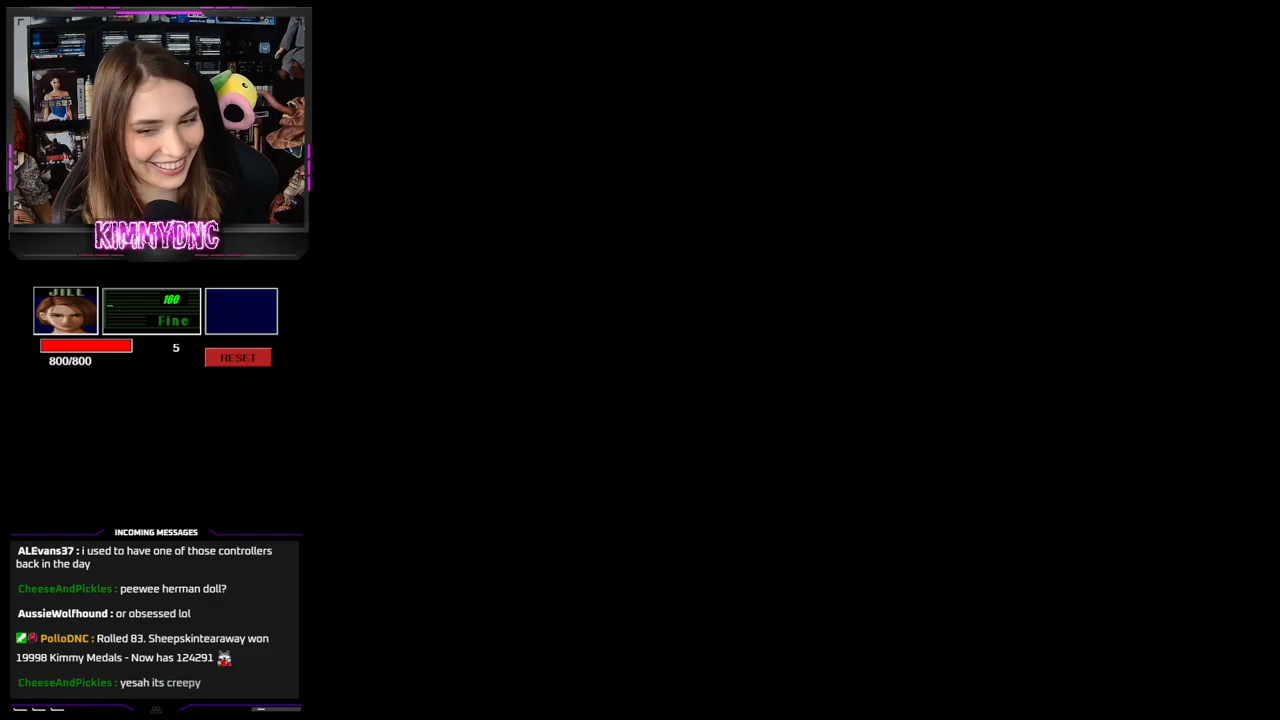 KIMMYDNC
JILL
160
Fine
800/800
5
RESET
INCOMING MESSAGES
ALEvans37 : i used to have one of those controllers
back in the day
CheeseAndPickles : peewee herman doll?
AussieWolfhound : or obsessed lol
PolloDNC : Rolled 83. Sheepskintearaway won
19998 Kimmy Medals - Now has 124291
CheeseAndPickles : yesah its creepy